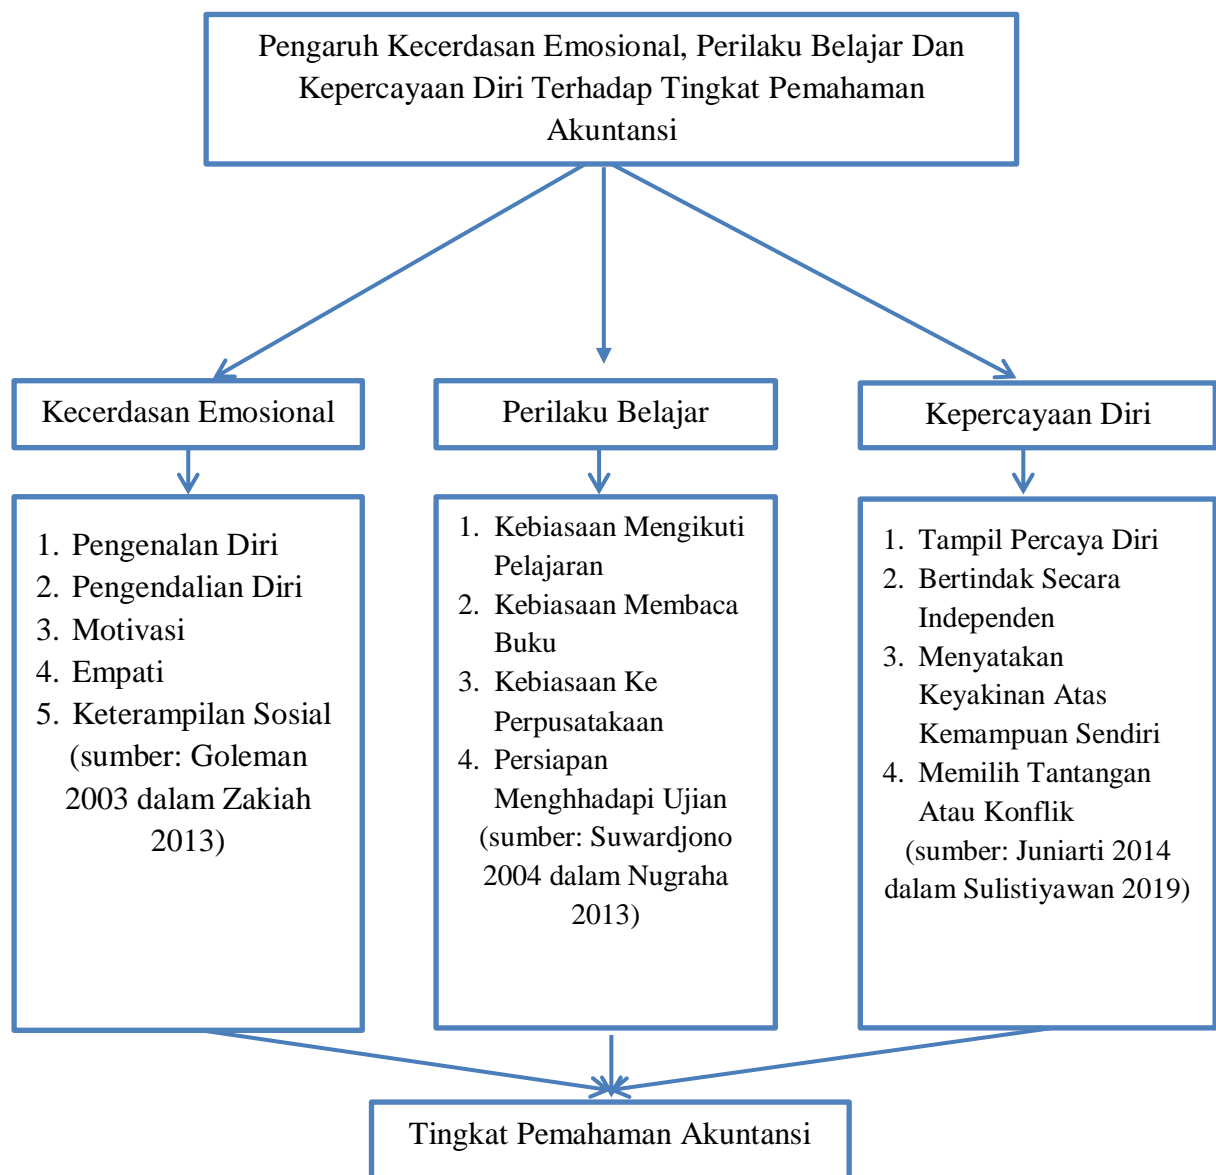 Pengaruh Kecerdasan Emosional, Perilaku Belajar Dan
Kepercayaan Diri Terhadap Tingkat Pemahaman
Akuntansi
Kecerdasan Emosional
Perilaku Belajar
Kepercayaan Diri
1. Pengenalan Diri
2. Pengendalian Diri
3. Motivasi
4. Empati
5. Keterampilan Sosial
(sumber: Goleman
2003 dalam Zakiah
2013)
1. Kebiasaan Mengikuti
Pelajaran
2. Kebiasaan Membaca
Buku
3. Kebiasaan Ke
Perpusatakaan
4. Persiapan
Menghhadapi Ujian
(sumber: Suwardjono
2004 dalam Nugraha
2013)
1. Tampil Percaya Diri
2. Bertindak Secara
Independen
3. Menyatakan
Keyakinan Atas
Kemampuan Sendiri
4. Memilih Tantangan
Atau Konflik
(sumber: Juniarti 2014
dalam Sulistiyawan 2019)
Tingkat Pemahaman Akuntansi